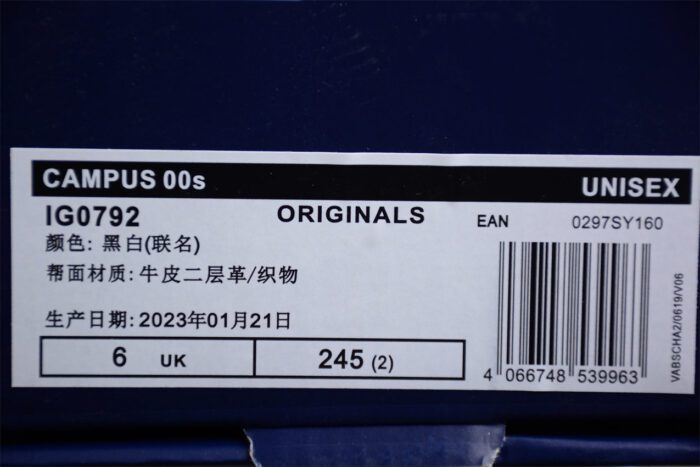 CAMPUS 00s
UNISEX
IG0792
ORIGINALS
EAN
0297SY160
颜色: 黑白(联名)
帮面材质: 牛皮二层革/织物
生产日期: 2023年01月21日
6 UK
245 (2)
4 066748 539963
VABSCHA2/0619/V06